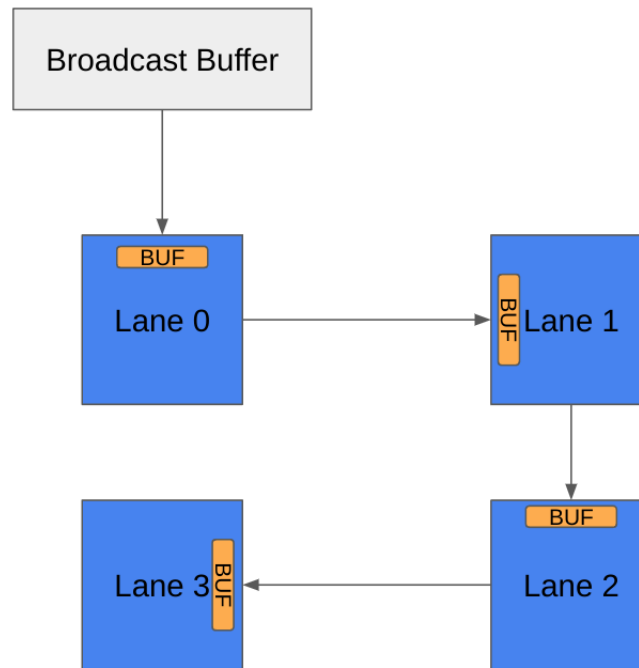 Broadcast Buffer
BUF
Lane 0
BUF
Lane 1
BUF
Lane 3
BUF
Lane 2